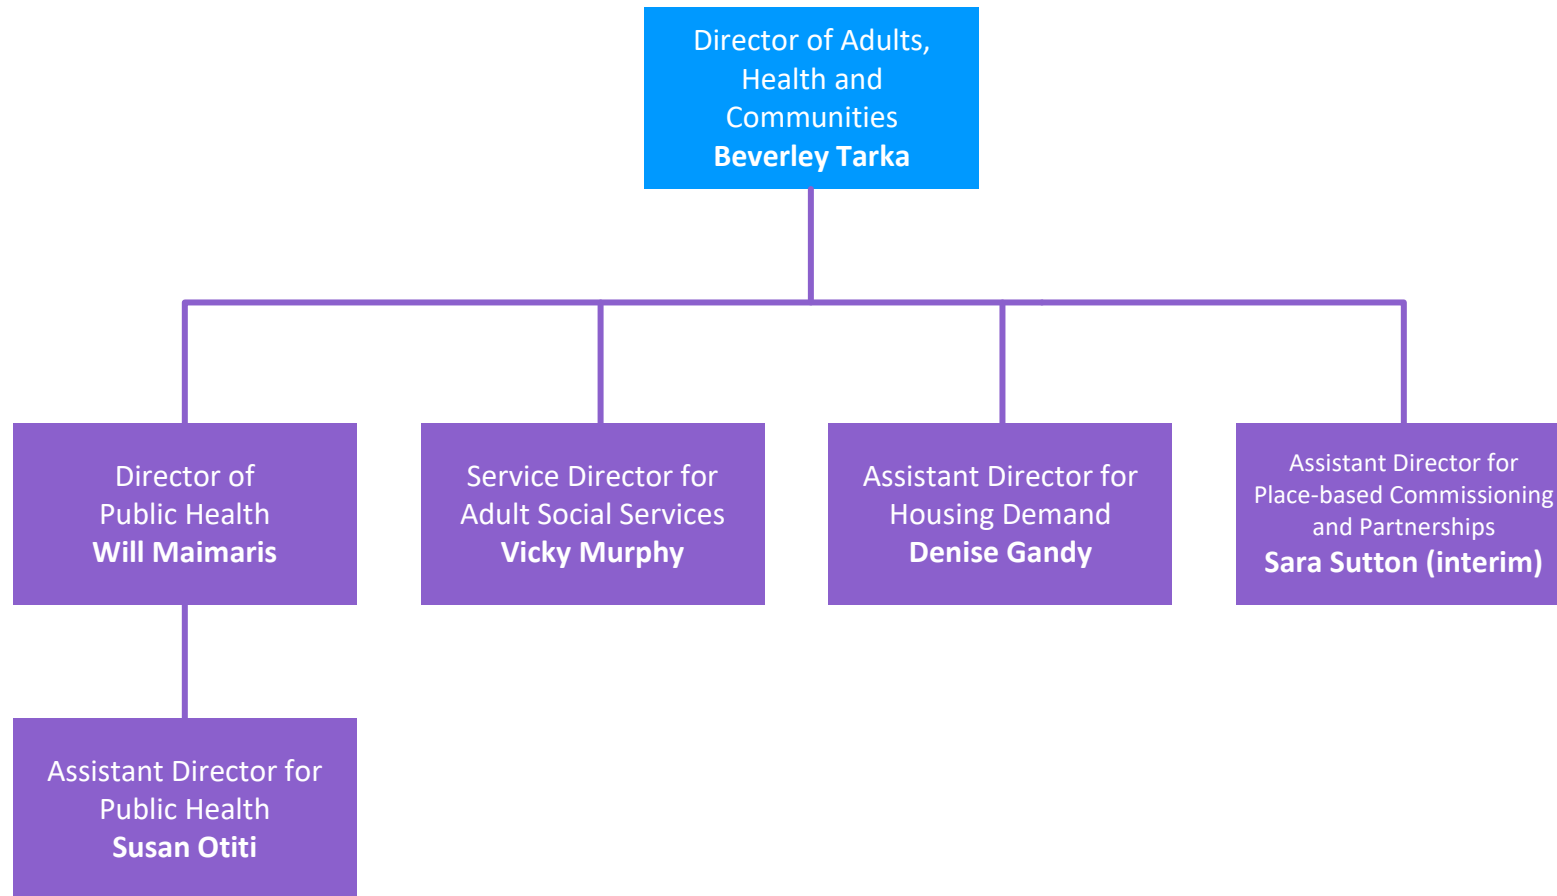 Director of Adults,
Health and
Communities
Beverley Tarka
Director of
Public Health
Will Maimaris
Service Director for
Adult Social Services
Vicky Murphy
Assistant Director for
Housing Demand
Denise Gandy
Assistant Director for
Place-based Commissioning
and Partnerships
Sara Sutton (interim)
Assistant Director for
Public Health
Susan Otiti